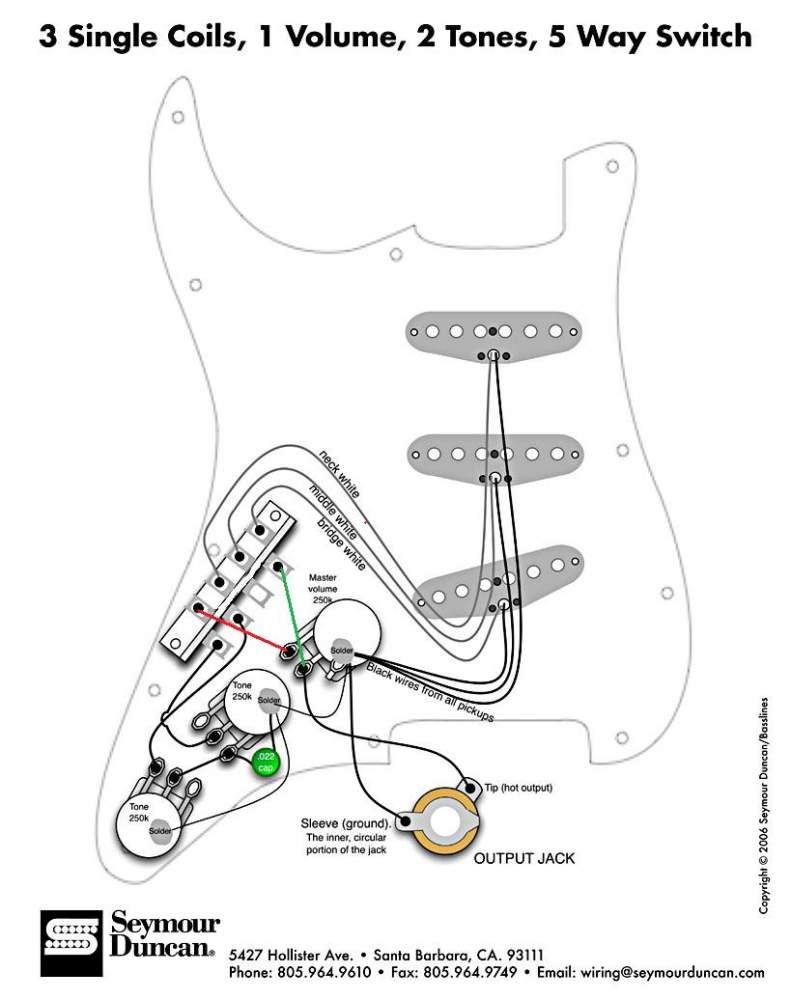 3 Single Coils, 1 Volume, 2 Tones, 5 Way Switch
neck white
middle white
bridge white
Master
volume
250k
Solder
Black wires from all pickups
Tone
250k
Solder
.022
cap
Tone
250k
Solder
Tip (hot output)
Sleeve (ground).
The inner, circular
portion of the jack
OUTPUT JACK
Copyright © 2006 Seymour Duncan/Basslines
Seymour
Duncan®
5427 Hollister Ave. • Santa Barbara, CA. 93111
Phone: 805.964.9610 • Fax: 805.964.9749 • Email: wiring@seymourduncan.com